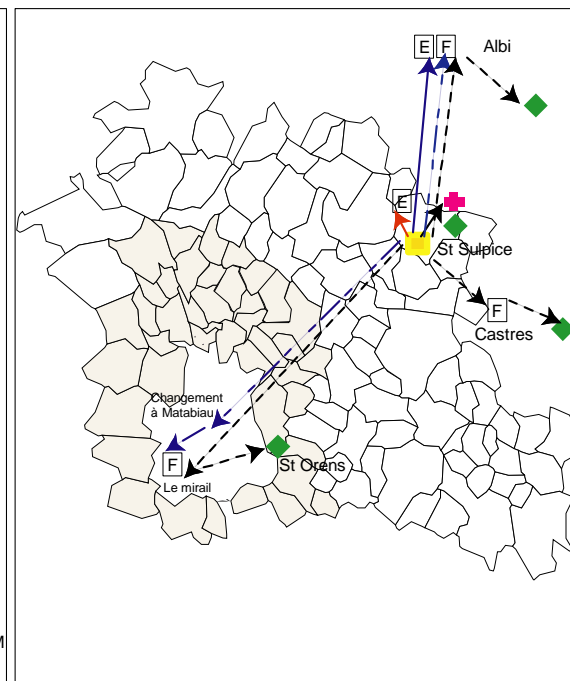 E F Albi
E
St Sulpice
F
Castres
Changement
à Matabiau
F
St Orens
Le mirail
M